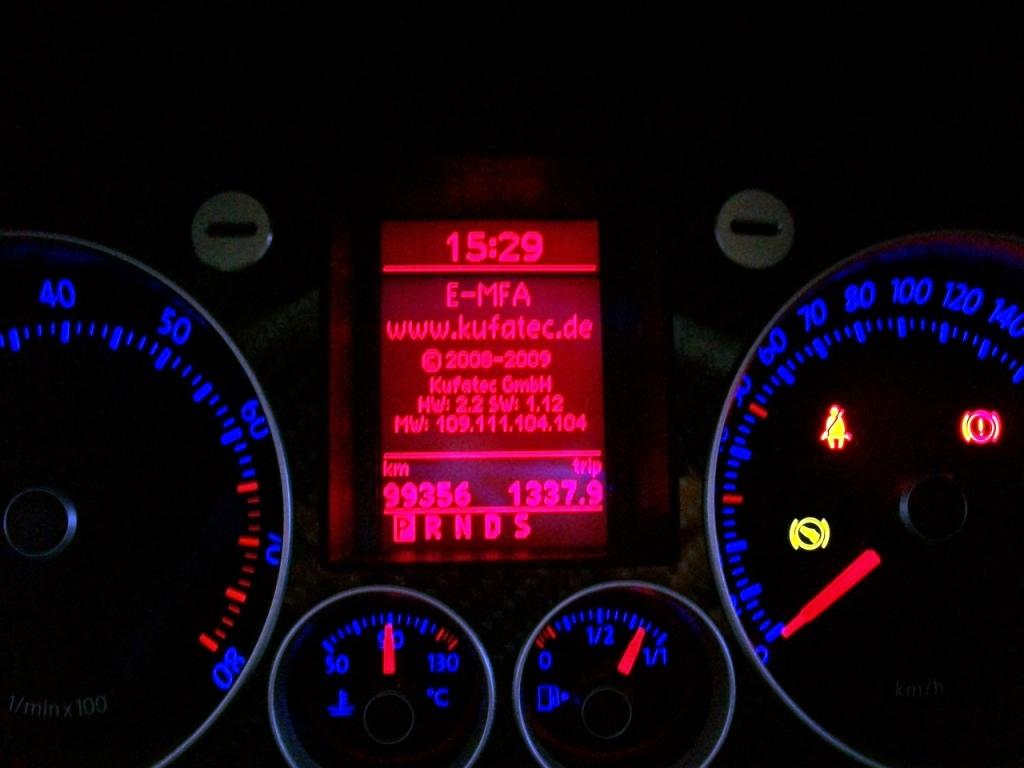 15:29
E-MFA
www.kufatec.de
© 2008-2009
Kufatec GmbH
HW: 2.2 SW: 1.12
MW: 109.111.104.104
km trip
99356 1337.9
P R N D S
40
50
60
70
80
1/min x 100
50 90 130
°C
0 1/2 1/1
0
60
70
80
100
120
140
km/h